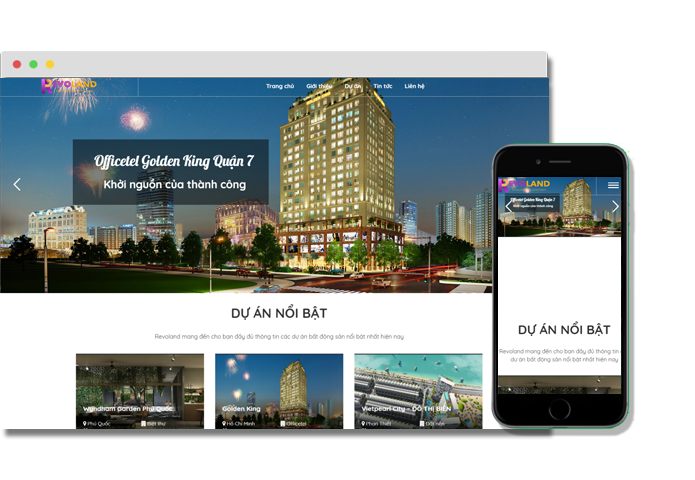 REVOLAND
Trang chủ Giới thiệu Dự án Tin tức Liên hệ
Officetel Golden King Quận 7
Khởi nguồn của thành công
DỰ ÁN NỔI BẬT
Revoland mang đến cho bạn đầy đủ thông tin các dự án bất động sản nổi bật nhất hiện nay
Wyndham Garden Phú Quốc
Phú Quốc Biệt thự
Golden King
Hồ Chí Minh Officetel
Vietpearl City – ĐÔ THỊ BIỂN
Phan Thiết Đất nền
REVOLAND
Officetel Golden King Quận 7
Khởi nguồn của thành công
DỰ ÁN NỔI BẬT
Revoland mang đến cho bạn đầy đủ thông tin các
dự án bất động sản nổi bật nhất hiện nay